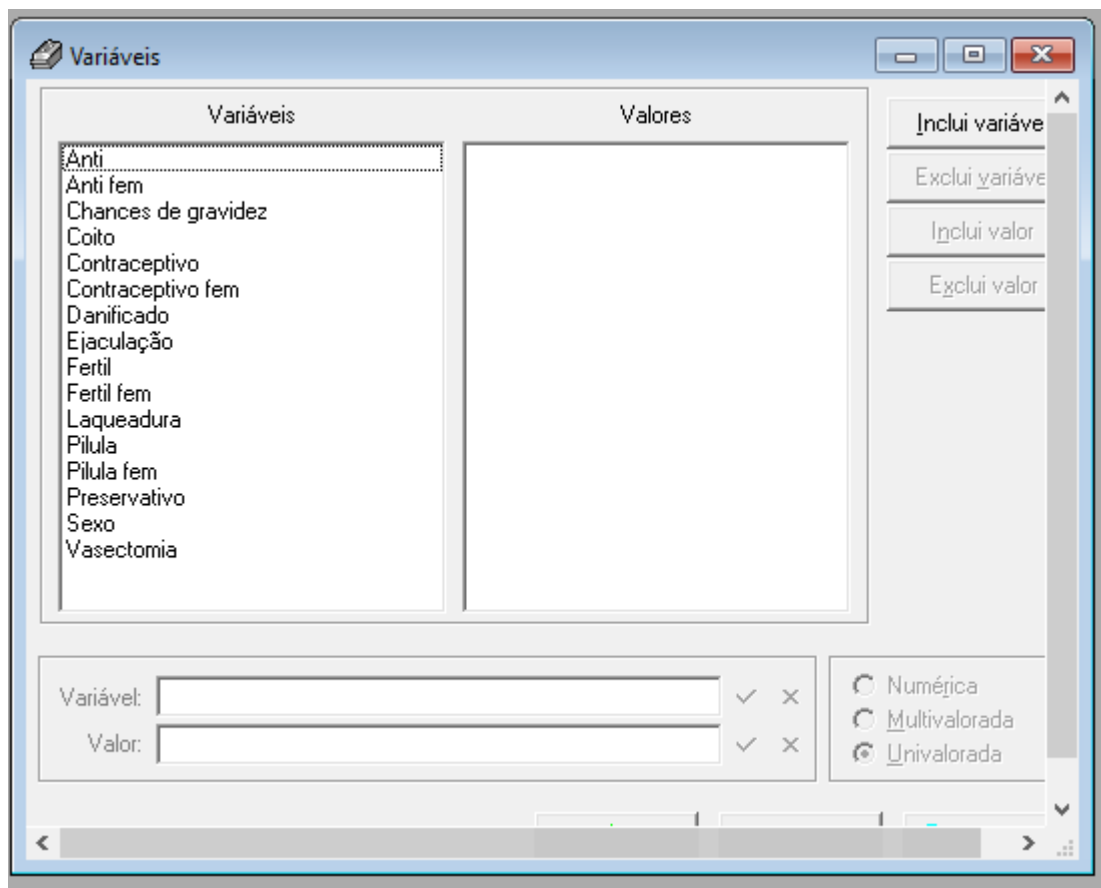 Variáveis
Variáveis
Valores
Anti
Anti fem
Chances de gravidez
Coito
Contraceptivo
Contraceptivo fem
Danificado
Ejaculação
Fertil
Fertil fem
Laqueadura
Pilula
Pilula fem
Preservativo
Sexo
Vasectomia
Inclui variáve
Exclui variáve
Inclui valor
Exclui valor
Variável:
Valor:
Numérica
Multivalorada
Univalorada